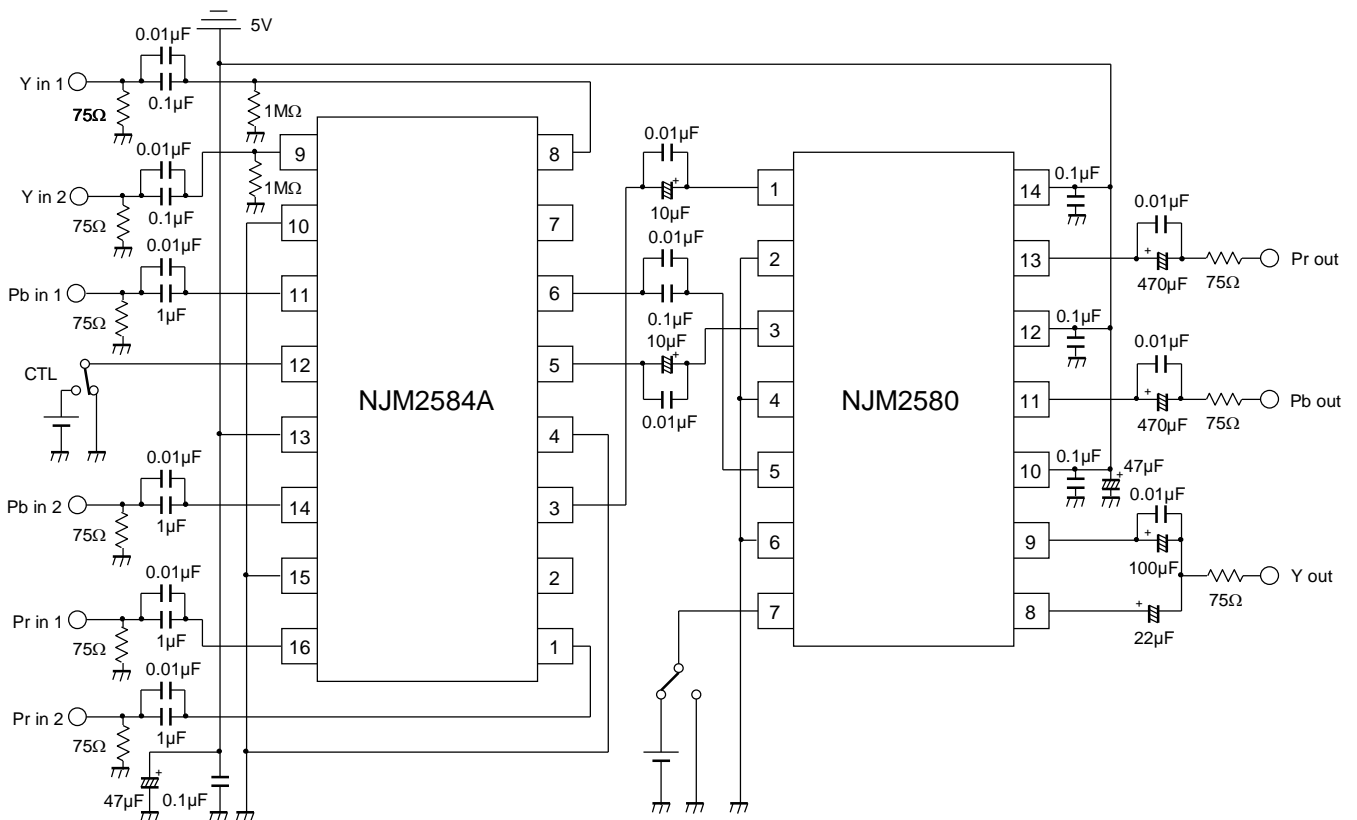 5V
0.01µF
Y in 1
75Ω
0.1µF
1MΩ
0.01µF
9
8
0.01µF
Y in 2
75Ω
0.1µF
1MΩ
10µF
1
14
0.1µF
0.01µF
10
7
0.01µF
2
13
Pr out
470µF
75Ω
0.01µF
Pb in 1
75Ω
1µF
11
6
0.1µF
10µF
3
12
0.1µF
0.01µF
CTL
12
5
0.01µF
NJM2584A
NJM2580
4
11
Pb out
470µF
75Ω
13
4
0.01µF
Pb in 2
75Ω
1µF
14
3
5
10
0.1µF
47µF
0.01µF
15
2
6
9
100µF
Y out
75Ω
0.01µF
Pr in 1
75Ω
1µF
16
1
7
8
22µF
0.01µF
Pr in 2
75Ω
1µF
47µF
0.1µF